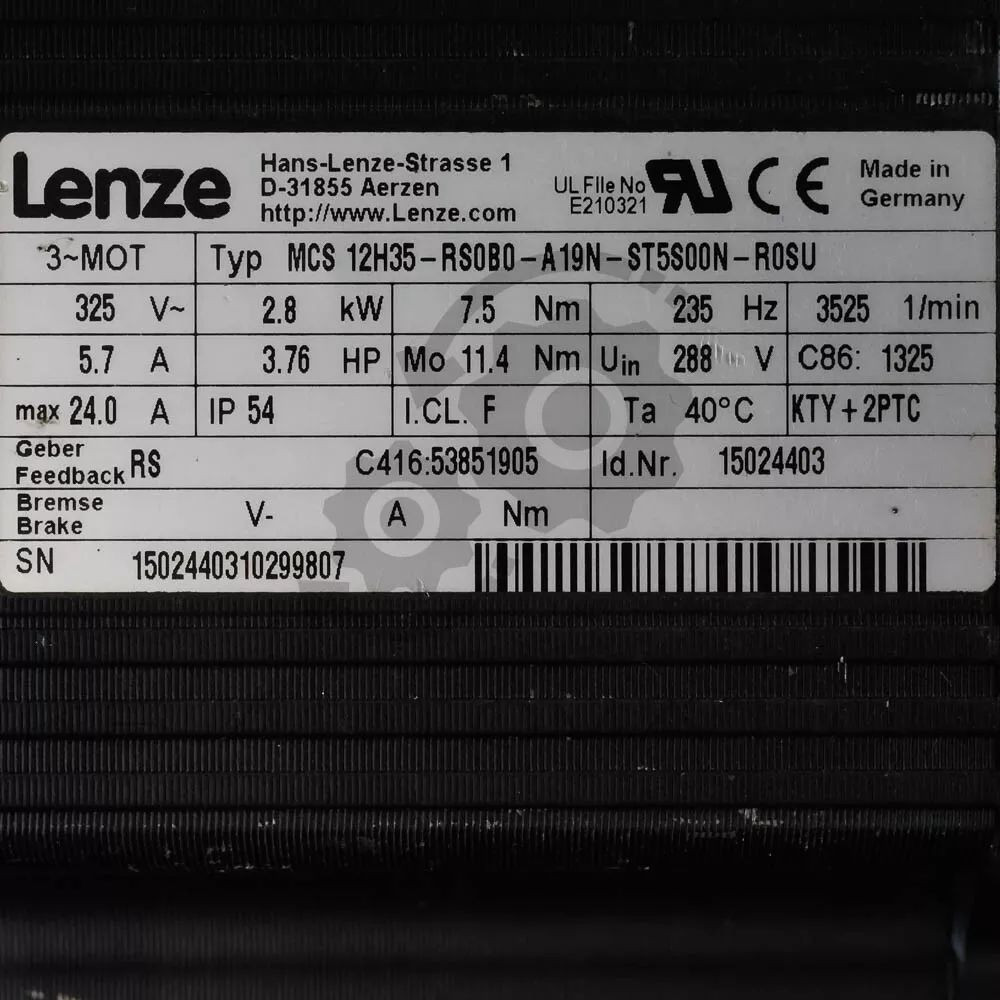 Lenze
Hans-Lenze-Strasse 1
D-31855 Aerzen
http://www.Lenze.com
UL File No
E210321
Made in
Germany
3~MOT Typ MCS 12H35-RS0B0-A19N-ST5S00N-R0SU
325 V~ 2.8 kW 7.5 Nm 235 Hz 3525 1/min
5.7 A 3.76 HP Mo 11.4 Nm Uin 288 V C86: 1325
max 24.0 A IP 54 I.CL. F Ta 40°C KTY+2PTC
Geber
Feedback RS C416:53851905 Id.Nr. 15024403
Bremse
Brake V- A Nm
SN 1502440310299807